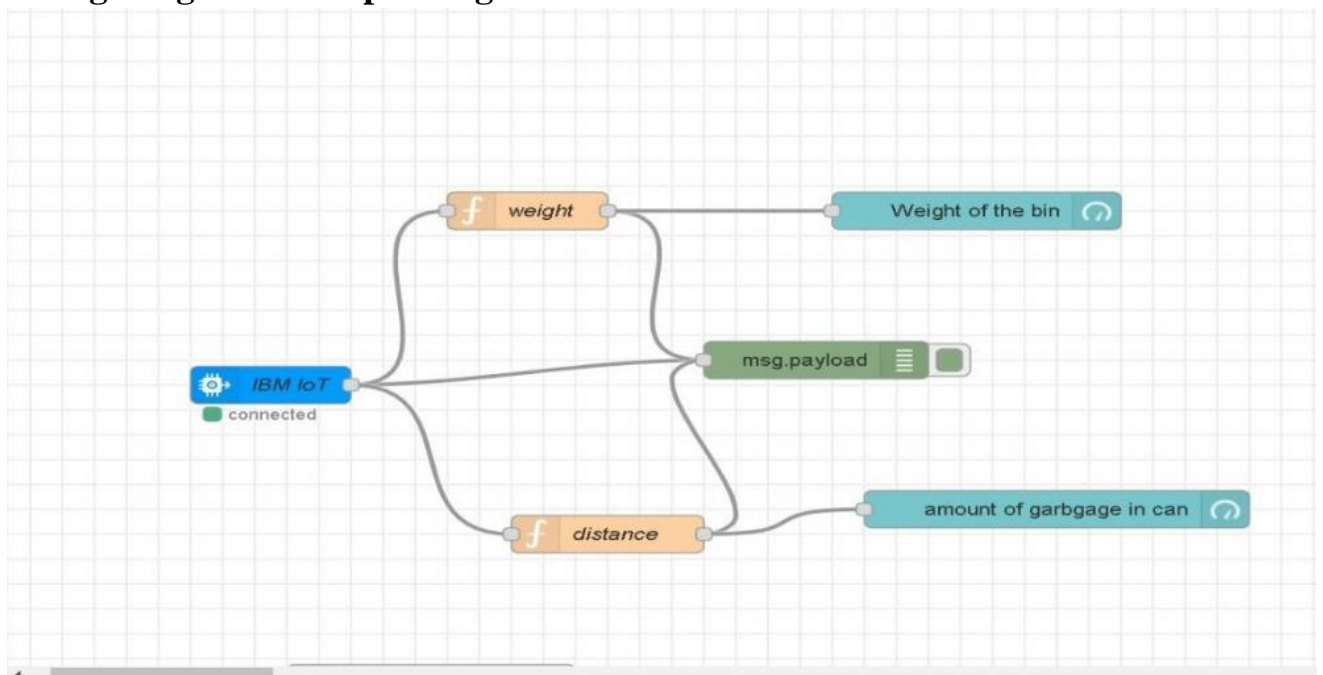 weight
Weight of the bin
msg.payload
IBM IoT
connected
amount of garbgage in can
distance